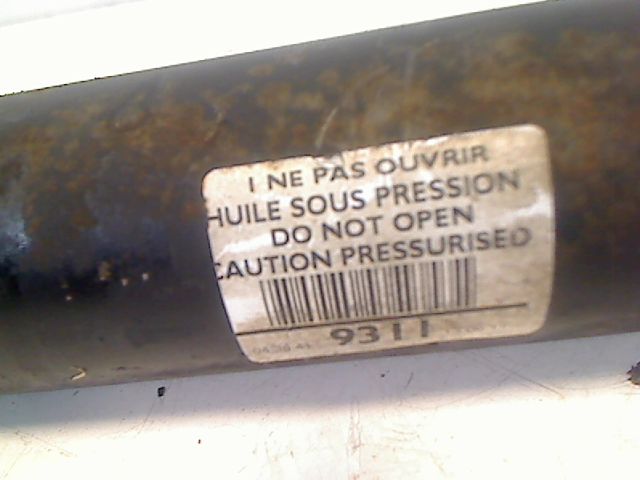 ! NE PAS OUVRIR
HUILE SOUS PRESSION
DO NOT OPEN
CAUTION PRESSURISED
9311